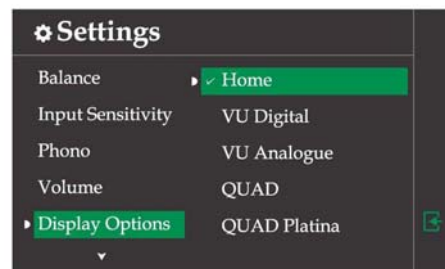 Settings
Balance
Input Sensitivity
Phono
Volume
Display Options
Home
VU Digital
VU Analogue
QUAD
QUAD Platina